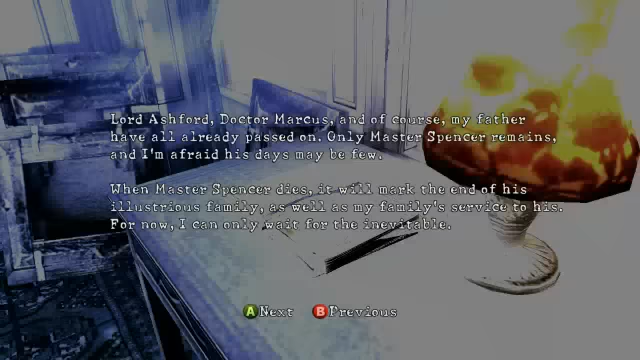 Lord Ashford, Doctor Marcus, and of course, my father
have all already passed on. Only Master Spencer remains,
and I'm afraid his days may be few.
When Master Spencer dies, it will mark the end of his
illustrious family, as well as my family's service to his.
For now, I can only wait for the inevitable.
A Next B Previous